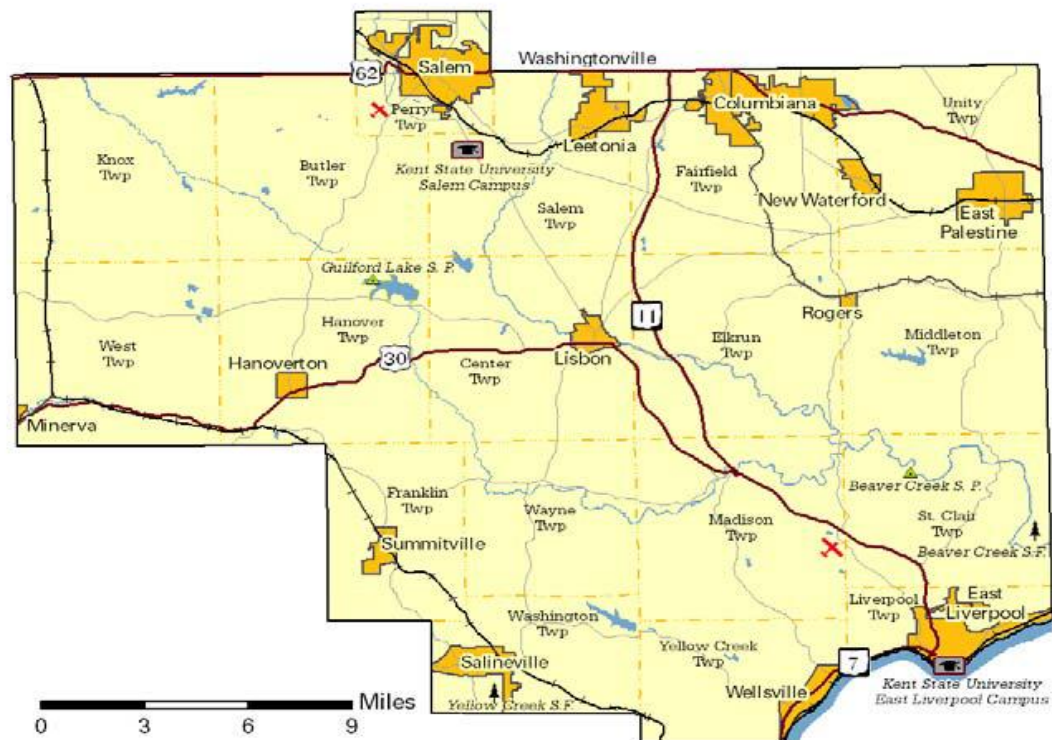 Washingtonville
62
Salem
Perry
Twp
Columbiana
Unity
Twp
Leetonia
Knox
Twp
Butler
Twp
Kent State University
Salem Campus
Fairfield
Twp
New Waterford
Salem
Twp
East
Palestine
Guilford Lake S. P.
Rogers
11
Hanover
Twp
West
Twp
Elkrun
Twp
Middleton
Twp
Hanoverton
30
Center
Twp
Lisbon
Minerva
Beaver Creek S. P.
Franklin
Twp
Wayne
Twp
Madison
Twp
St. Clair
Twp
Summitville
Beaver Creek S.F.
East
Liverpool
Liverpool
Twp
Washington
Twp
Yellow Creek
Twp
Salineville
7
Wellsville
Kent State University
East Liverpool Campus
Yellow Creek S.F.
Miles
0 3 6 9